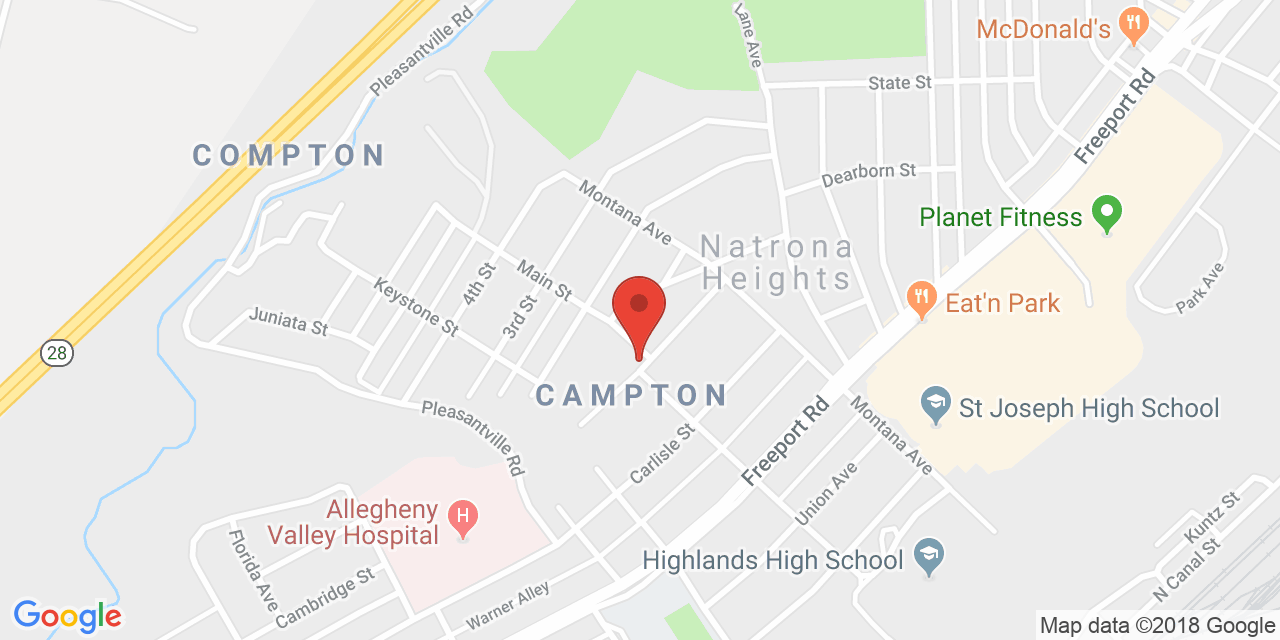 Pleasantville Rd
Lane Ave
McDonald's
State St
Freeport Rd
COMPTON
Dearborn St
Montana Ave
Planet Fitness
Natrona
Heights
Main St
4th St
3rd St
Keystone St
Juniata St
Park Ave
Eat'n Park
28
CAMPTON
Pleasantville Rd
St Joseph High School
Montana Ave
Freeport Rd
Carlisle St
Union Ave
Allegheny
Valley Hospital
H
Highlands High School
Kuntz St
N Canal St
Florida Ave
Cambridge St
Warner Alley
Google
Map data ©2018 Google